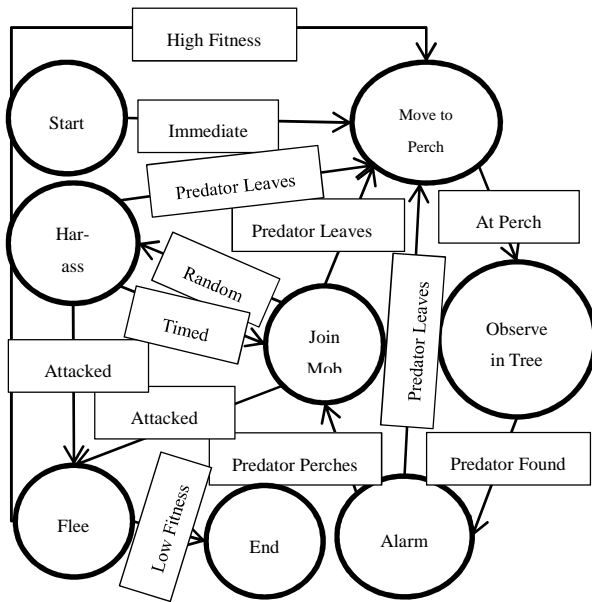 High Fitness
Start
Immediate
Move to
Perch
Predator Leaves
Har-
ass
Predator Leaves
At Perch
Random
Timed
Join
Mob
Predator Leaves
Observe
in Tree
Attacked
Attacked
Predator Perches
Predator Found
Flee
Low Fitness
End
Alarm